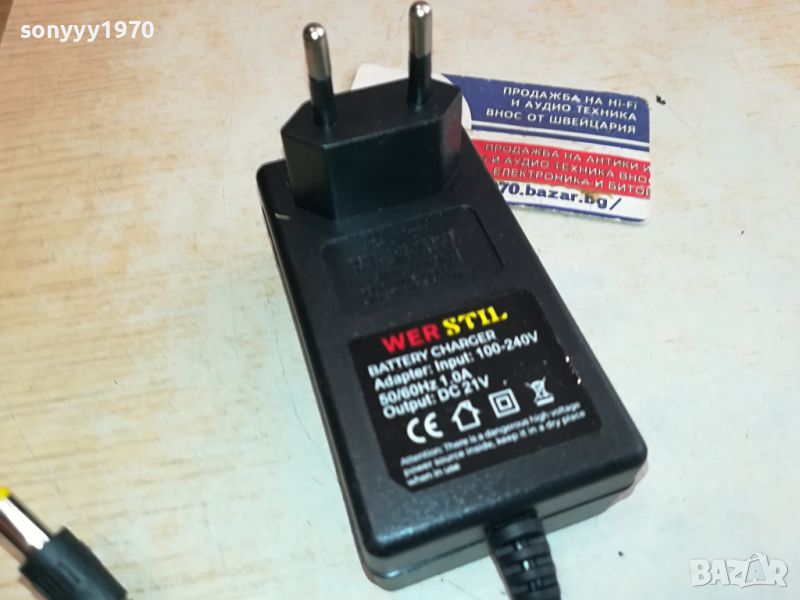 sonyyy1970
ПРОДАЖБА НА Hi-Fi
И АУДИО ТЕХНИКА
ВНОС ОТ ШВЕЙЦАРИЯ
ПРОДАЖБА НА АНТИКИ И
И АУДИО ТЕХНИКА ВНОС
ЕЛЕКТРОНИКА И БИТОВ
70.bazar.bg/
WER STIL
BATTERY CHARGER
Adapter: Input: 100-240V
50/60Hz 1.0A
Output: DC 21V
CE
Attention: There is a dangerous high voltage
power source inside, keep it in a dry place
when in use
BAZAR